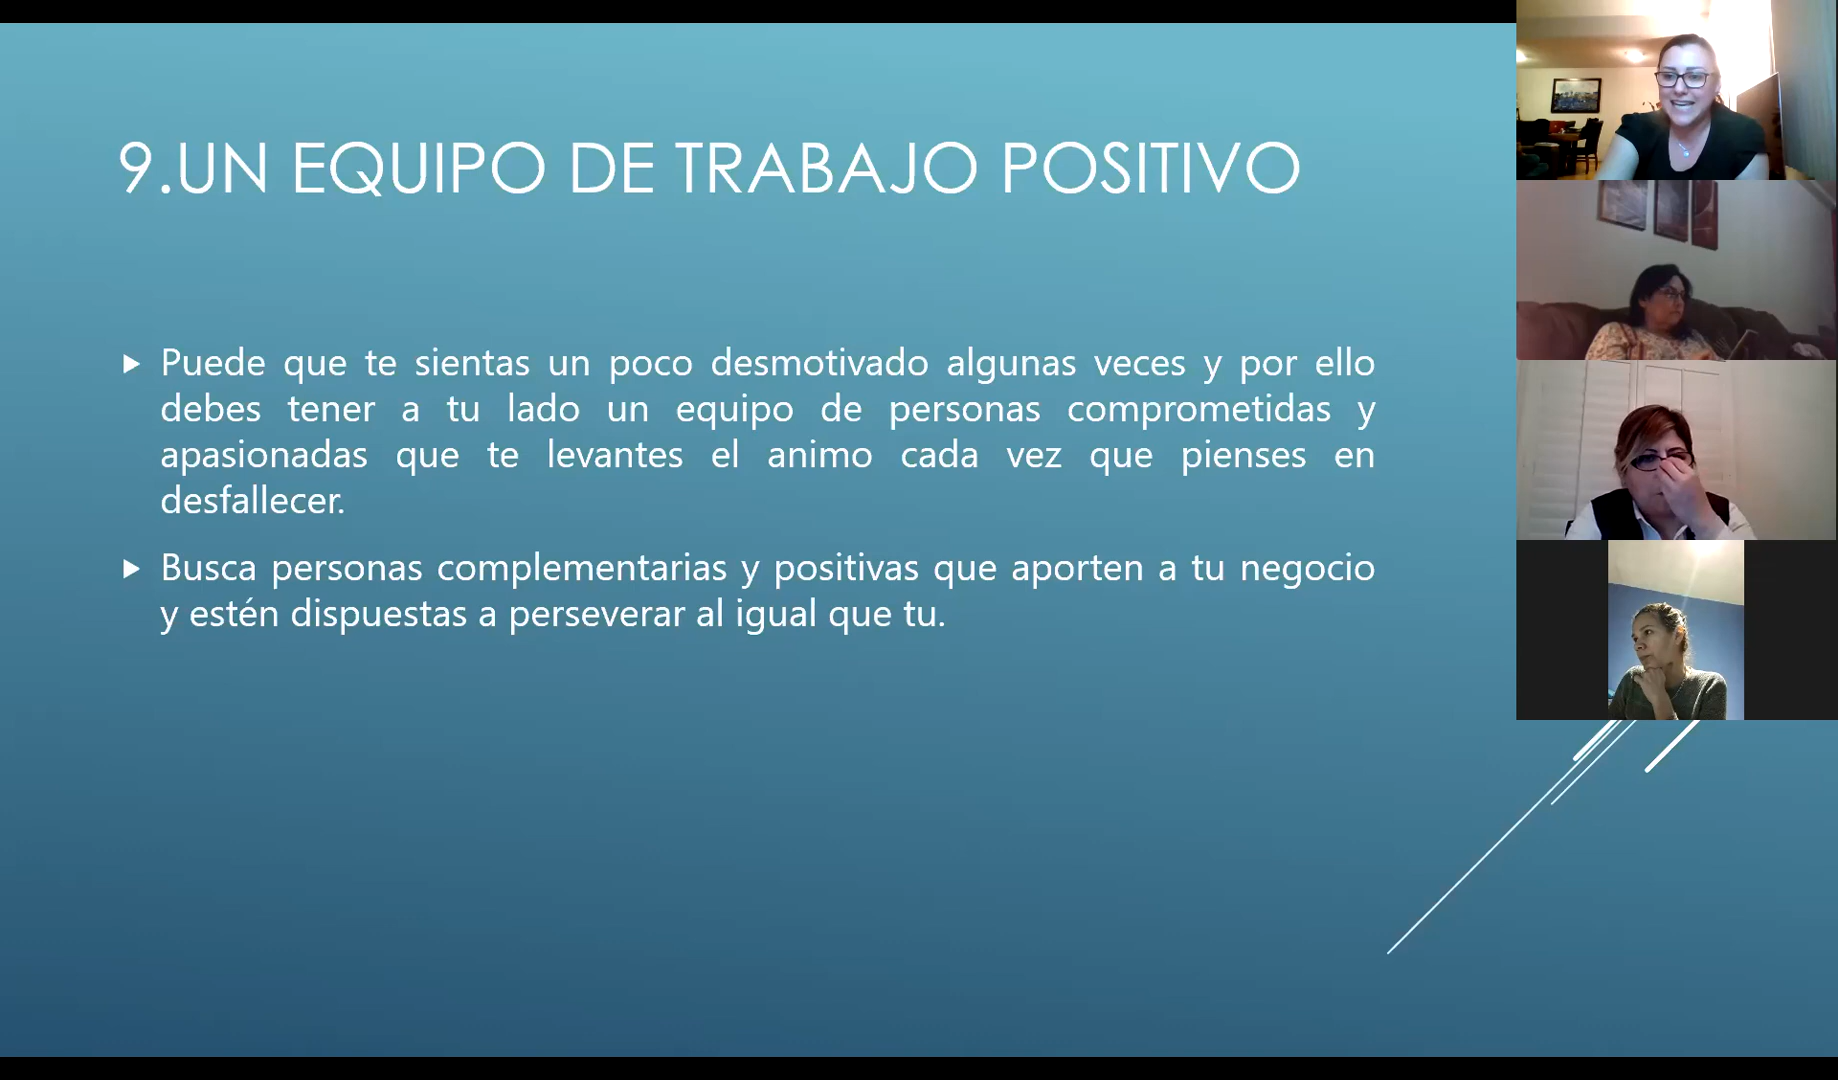 9.UN EQUIPO DE TRABAJO POSITIVO
Puede que te sientas un poco desmotivado algunas veces y por ello
debes tener a tu lado un equipo de personas comprometidas y
apasionadas que te levantes el animo cada vez que pienses en
desfallecer.
Busca personas complementarias y positivas que aporten a tu negocio
y estén dispuestas a perseverar al igual que tu.